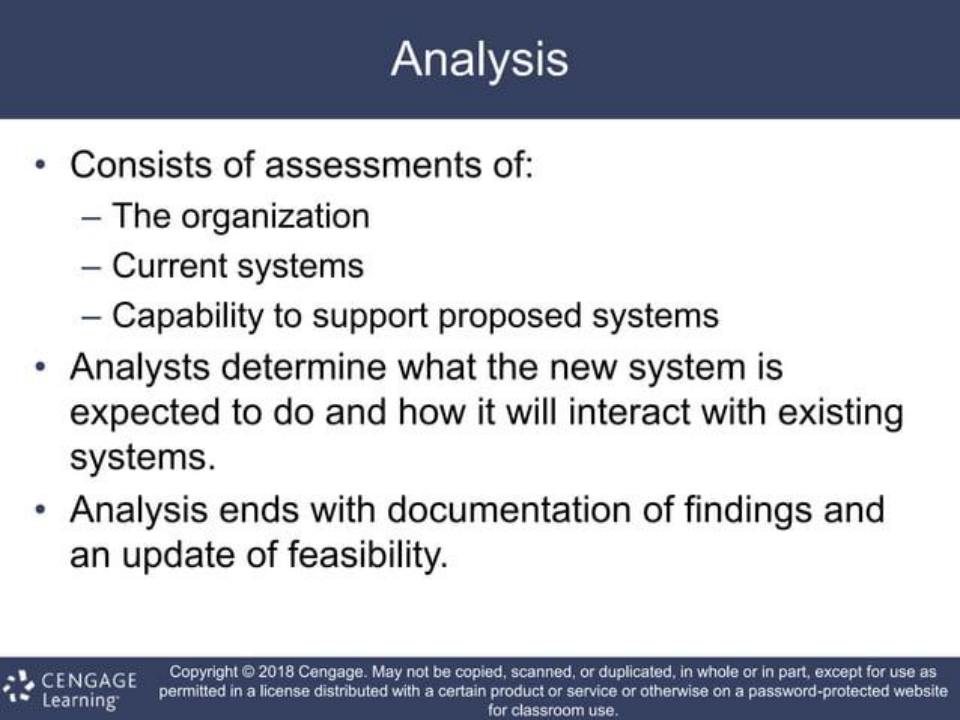 Analysis
• Consists of assessments of:
– The organization
– Current systems
– Capability to support proposed systems
• Analysts determine what the new system is
expected to do and how it will interact with existing
systems.
• Analysis ends with documentation of findings and
an update of feasibility.
CENGAGE
Learning
Copyright © 2018 Cengage. May not be copied, scanned, or duplicated, in whole or in part, except for use as
permitted in a license distributed with a certain product or service or otherwise on a password-protected website
for classroom use.